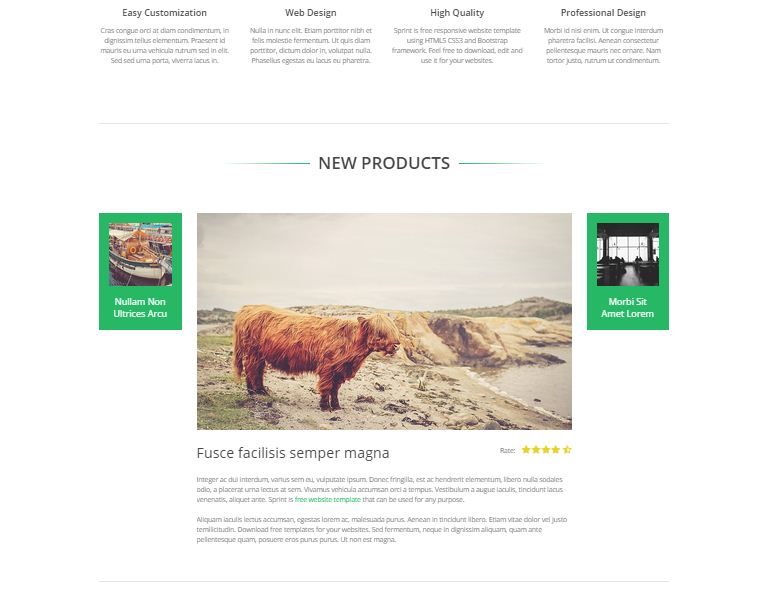 Easy Customization
Cras congue orci at diam condimentum, in
dignissim tellus elementum. Praesent id
mauris eu urna vehicula rutrum sed in elit.
Sed sed urna porta, viverra lacus in.
Web Design
Nulla in nunc elit. Etiam porttitor nibh et
felis molestie fermentum. Ut quis diam
porttitor, dictum dolor in, volutpat nulla.
Phasellus egestas eu lacus eu pharetra.
High Quality
Sprint is free responsive website template
using HTML5 CSS3 and Bootstrap
framework. Feel free to download, edit and
use it for your websites.
Professional Design
Morbi id nisi enim. Ut congue interdum
pharetra facilisi. Aenean consectetur
pellentesque mauris nec ornare. Nam
tortor justo, rutrum ut condimentum.
NEW PRODUCTS
Nullam Non
Ultrices Arcu
Morbi Sit
Amet Lorem
Fusce facilisis semper magna
Rate:
Integer ac dui interdum, varius sem eu, vulputate ipsum. Donec fringilla, est ac hendrerit elementum, libero nulla sodales
odio, a placerat urna lectus at sem. Vivamus vehicula accumsan orci a tempus. Vestibulum a augue iaculis, tincidunt lacus
venenatis, aliquet ante. Sprint is free website template that can be used for any purpose.
Aliquam iaculis lectus accumsan, egestas lorem ac, malesuada purus. Aenean in tincidunt libero. Etiam vitae dolor vel justo
temilicitudin. Download free templates for your websites. Sed fermentum, neque in dignissim aliquam, quam ante
pellentesque quam, posuere eros purus purus. Ut non est magna.